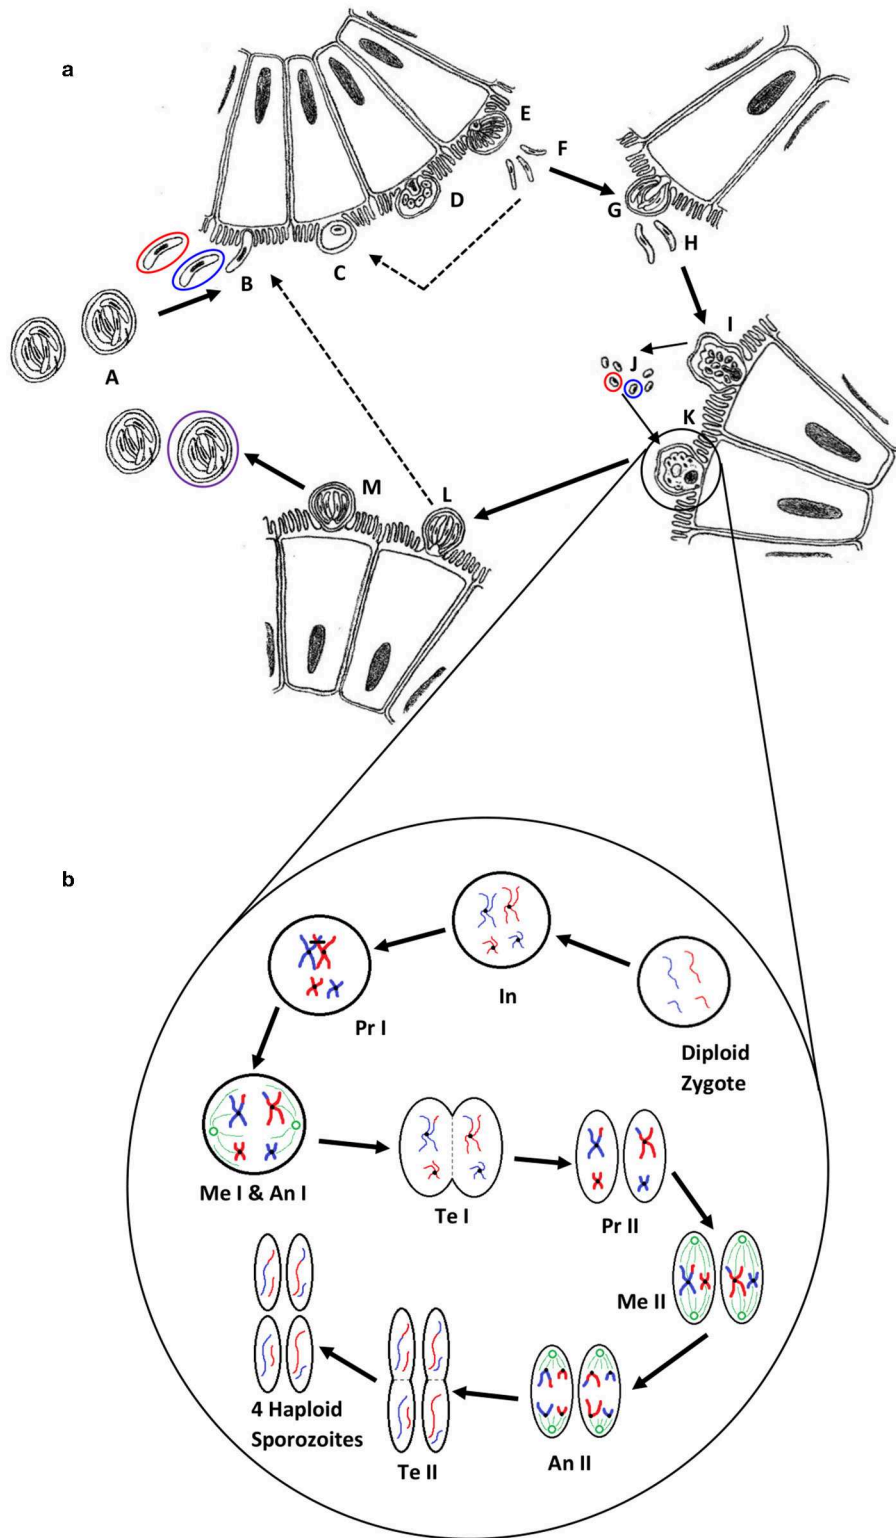 a
E
F
D
G
C
B
H
A
I
J
K
M
L
b
In
Pr I
Diploid
Zygote
Me I & An I
Te I
Pr II
Me II
4 Haploid
Sporozoites
Te II
An II